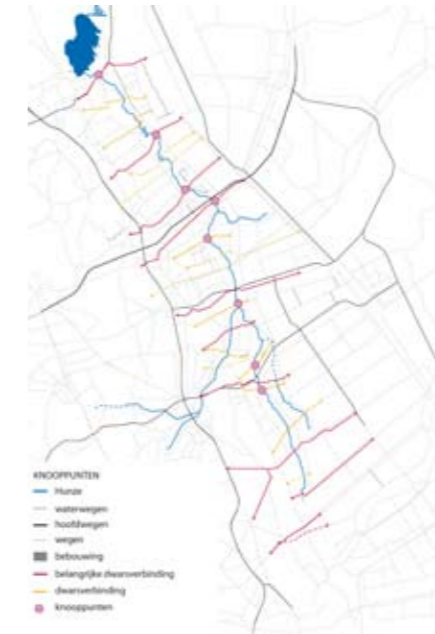 KNOOPPUNTEN
Hunze
waterwegen
hoofdwegen
wegen
bebouwing
belangrijke dwarsverbinding
dwarsverbinding
knooppunten